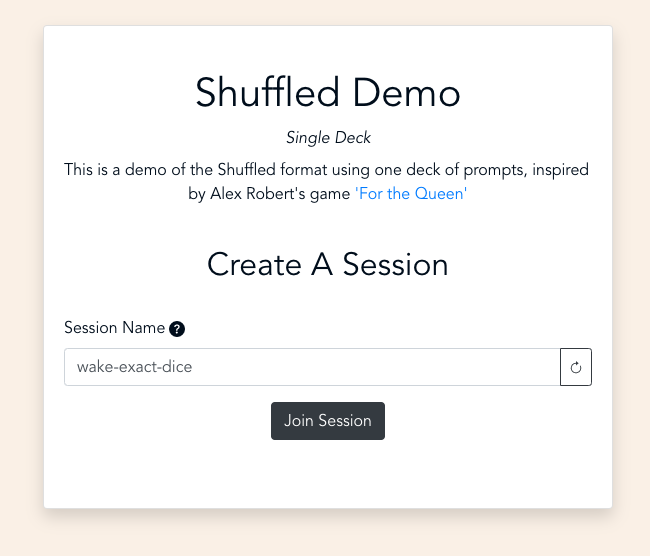 Shuffled Demo
Single Deck
This is a demo of the Shuffled format using one deck of prompts, inspired
by Alex Robert's game 'For the Queen'
Create A Session
Session Name ?
wake-exact-dice
Join Session